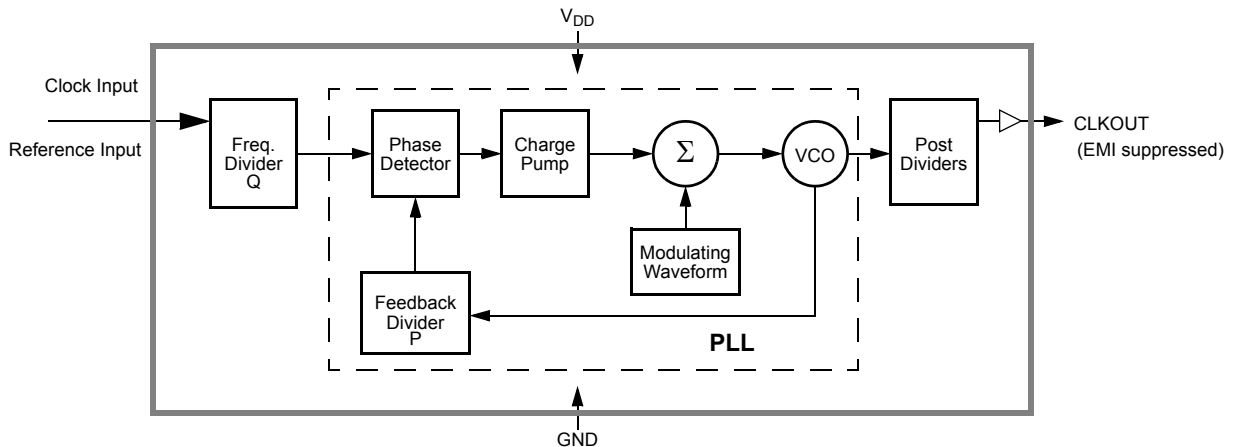 V_DD
Clock Input
Reference Input
Freq.
Divider
Q
Phase
Detector
Charge
Pump
Σ
VCO
Post
Dividers
CLKOUT
(EMI suppressed)
Modulating
Waveform
Feedback
Divider
P
PLL
GND